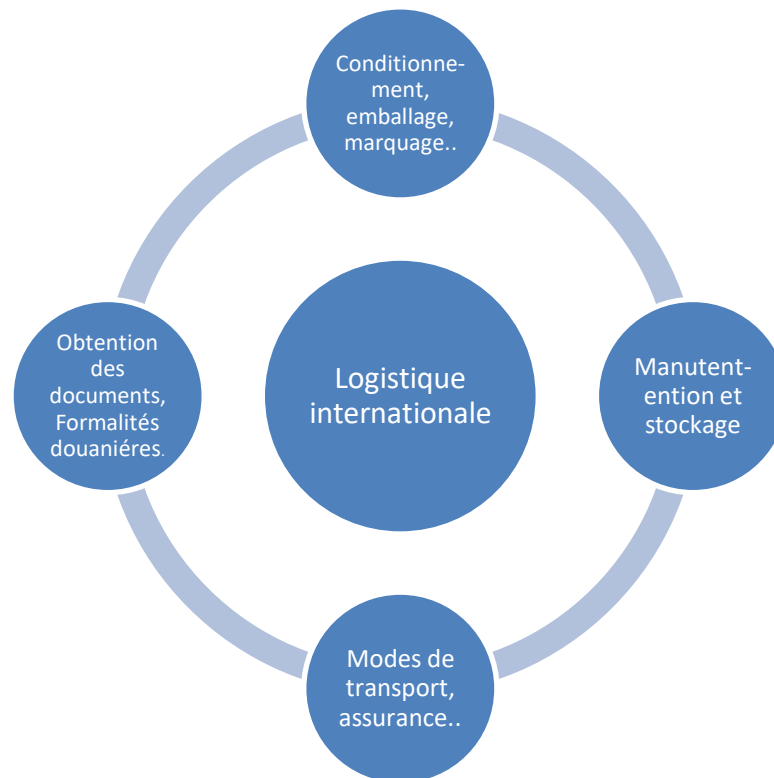 Conditionne-
ment,
emballage,
marquage..
Obtention
des
documents,
Formalités
douaniéres.
Logistique
internationale
Manutent-
ention et
stockage
Modes de
transport,
assurance..